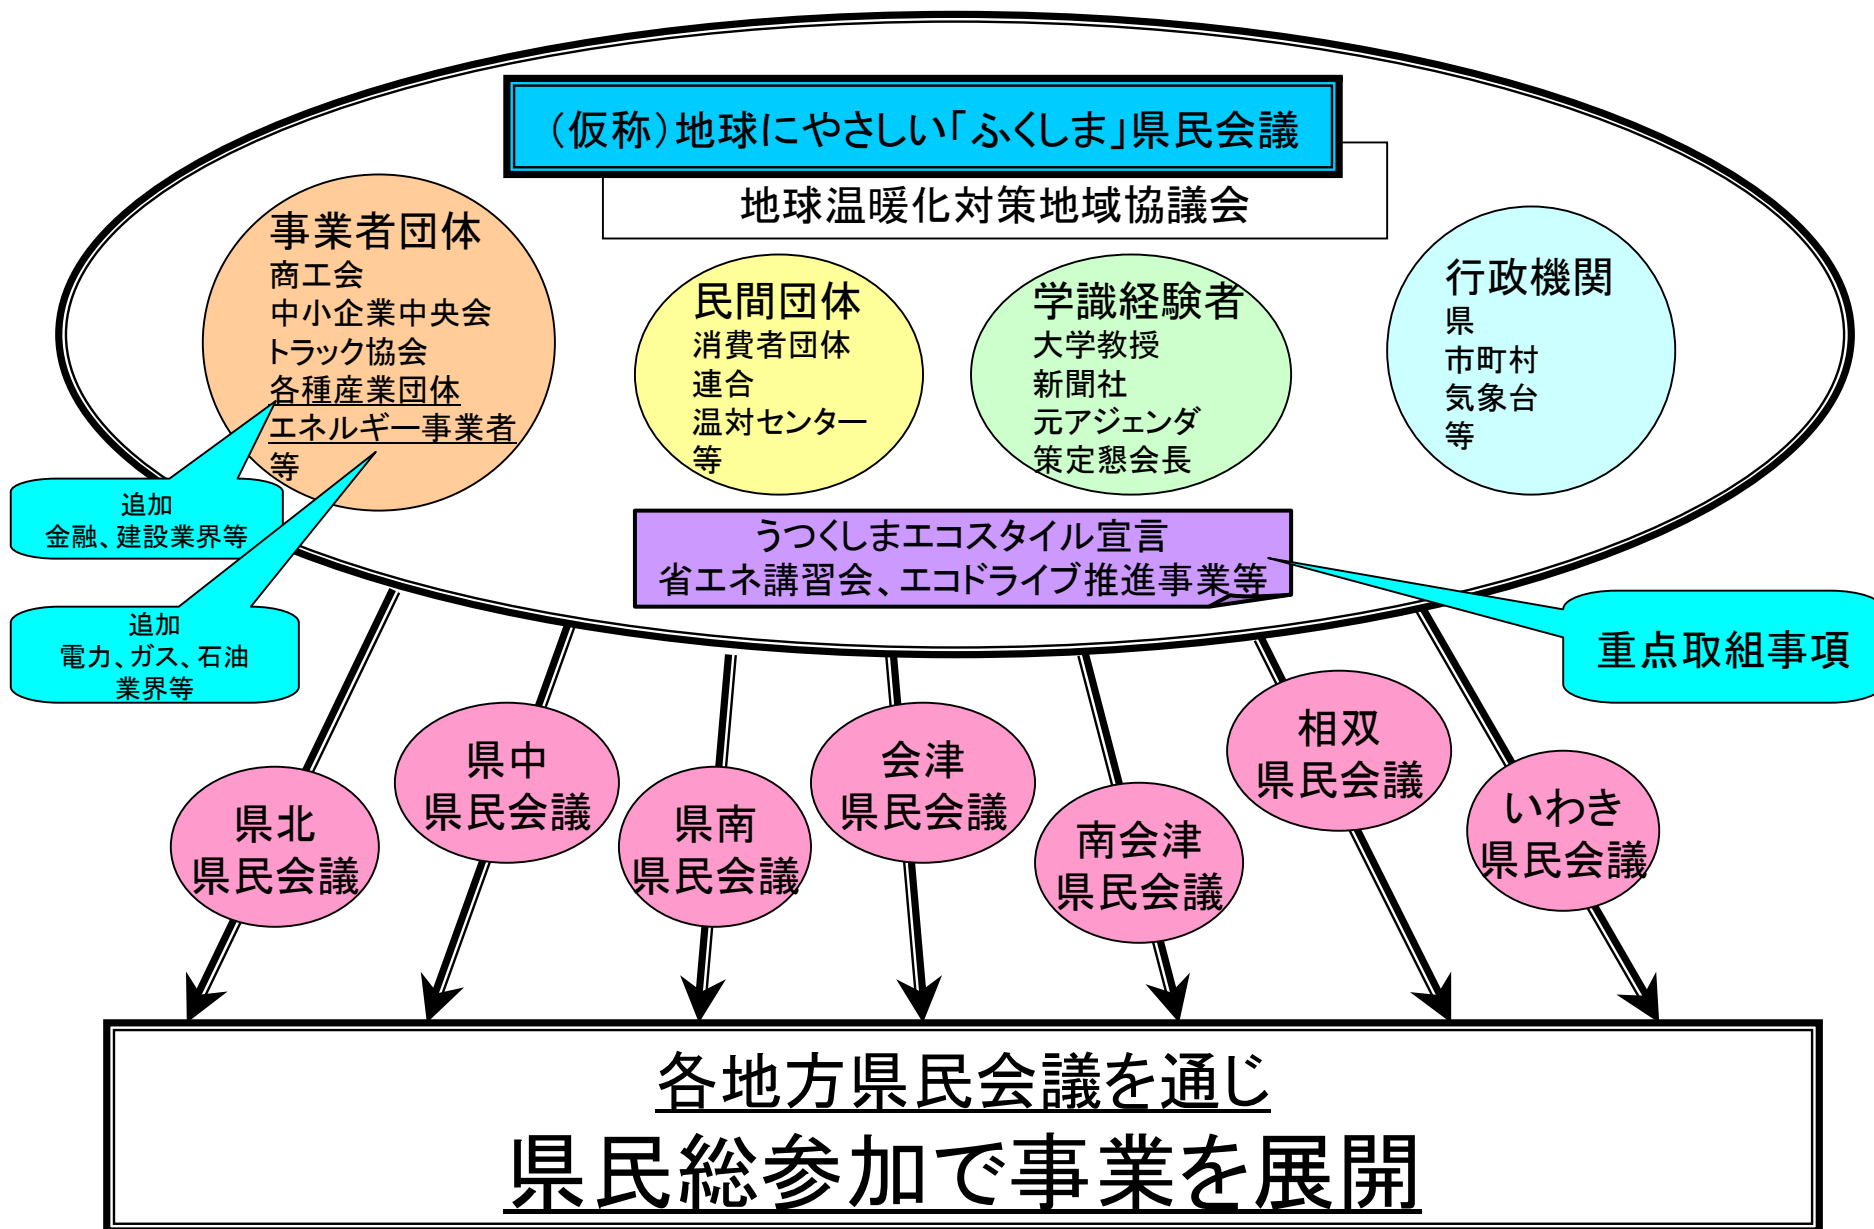 （仮称）地球にやさしい「ふくしま」県民会議
地球温暖化対策地域協議会
事業者団体
商工会
中小企業中央会
トラック協会
各種産業団体
エネルギー事業者
等
民間団体
消費者団体
連合
温対センター
等
学識経験者
大学教授
新聞社
元アジェンダ
策定懇会長
行政機関
県
市町村
気象台
等
追加
金融、建設業界等
追加
電力、ガス、石油
業界等
うつくしまエコスタイル宣言
省エネ講習会、エコドライブ推進事業等
重点取組事項
県北
県民会議
県中
県民会議
県南
県民会議
会津
県民会議
南会津
県民会議
相双
県民会議
いわき
県民会議
各地方県民会議を通じ
県民総参加で事業を展開